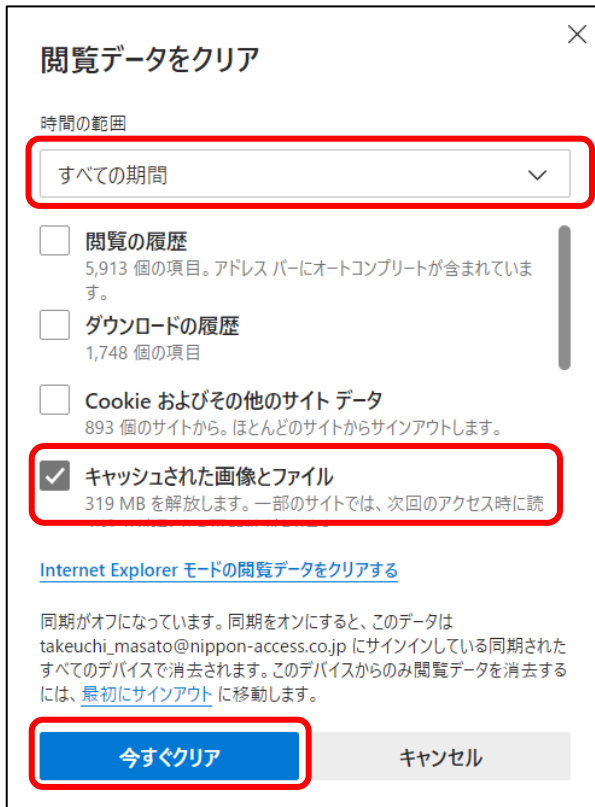 閲覧データをクリア
時間の範囲
すべての期間
閲覧の履歴
5,913 個の項目。アドレス バーにオートコンプリートが含まれていま
す。
ダウンロードの履歴
1,748 個の項目
Cookie およびその他のサイト データ
893 個のサイトから。ほとんどのサイトからサインアウトします。
キャッシュされた画像とファイル
319 MB を解放します。一部のサイトでは、次回のアクセス時に読
Internet Explorer モードの閲覧データをクリアする
同期がオフになっています。同期をオンにすると、このデータは
takeuchi_masato@nippon-access.co.jp にサインインしている同期された
すべてのデバイスで消去されます。このデバイスからのみ閲覧データを消去する
には、最初にサインアウト に移動します。
今すぐクリア
キャンセル